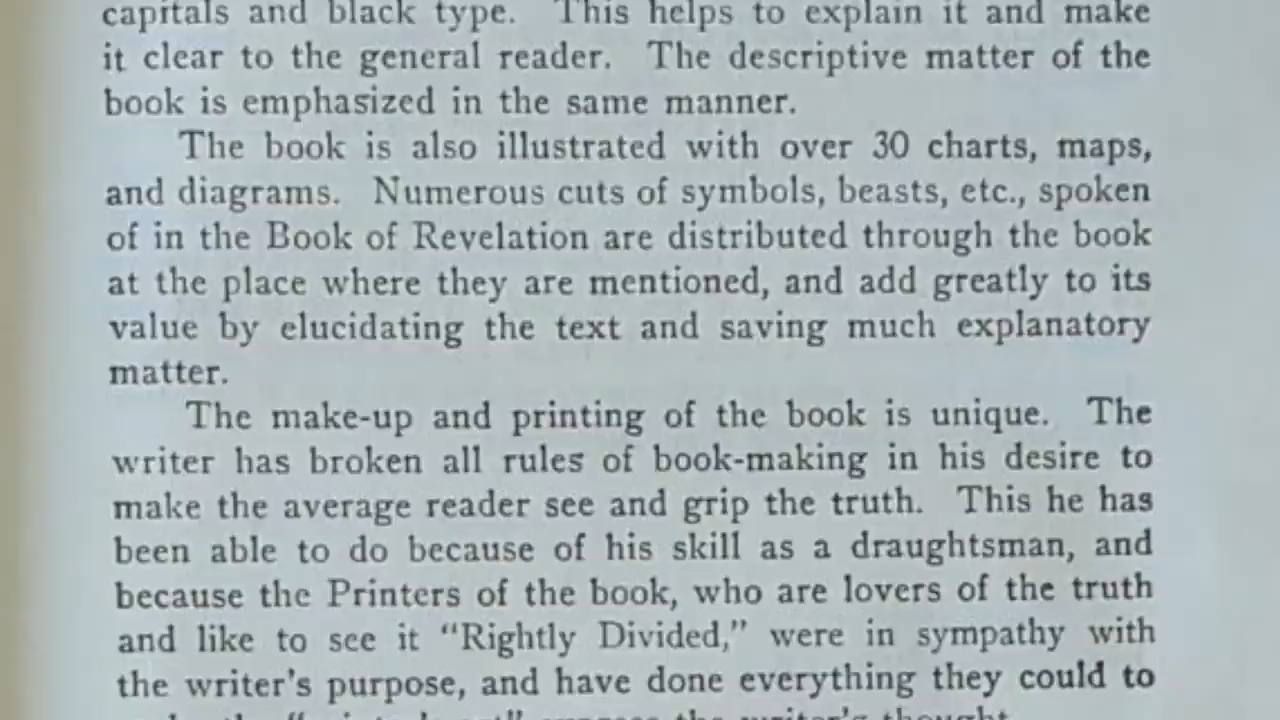 capitals and black type. This helps to explain it and make
it clear to the general reader. The descriptive matter of the
book is emphasized in the same manner.
The book is also illustrated with over 30 charts, maps,
and diagrams. Numerous cuts of symbols, beasts, etc., spoken
of in the Book of Revelation are distributed through the book
at the place where they are mentioned, and add greatly to its
value by elucidating the text and saving much explanatory
matter.
The make-up and printing of the book is unique. The
writer has broken all rules of book-making in his desire to
make the average reader see and grip the truth. This he has
been able to do because of his skill as a draughtsman, and
because the Printers of the book, who are lovers of the truth
and like to see it "Rightly Divided," were in sympathy with
the writer's purpose, and have done everything they could to
the writer's thought